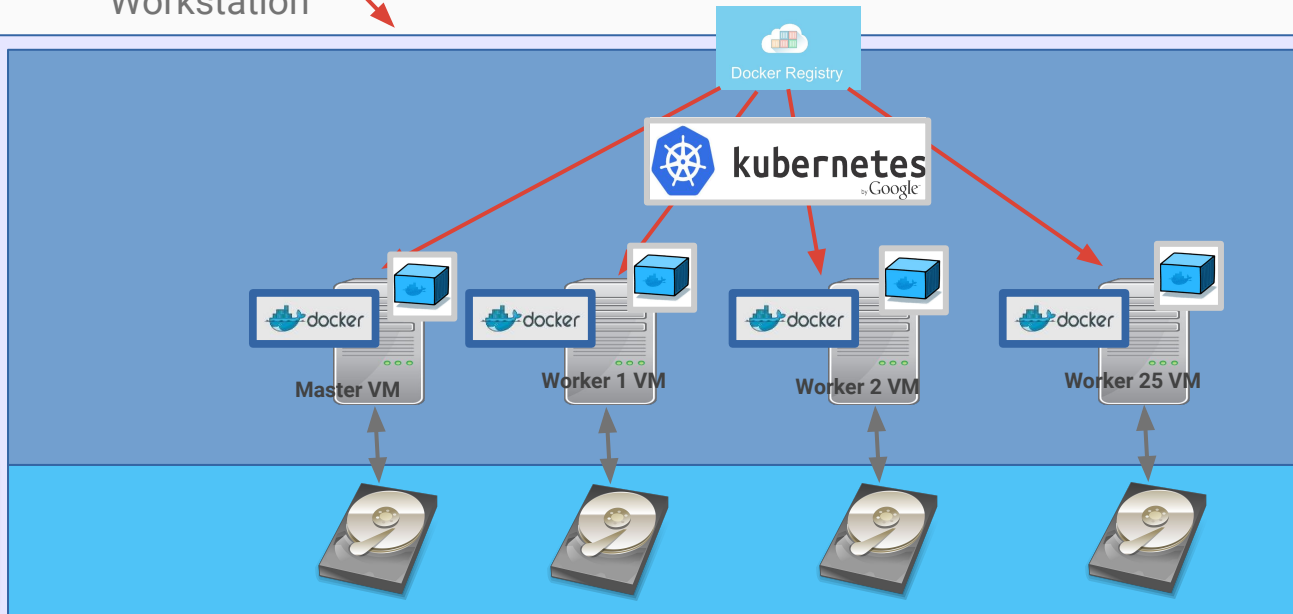 Workstation
Docker Registry
kubernetes
by Google
docker
docker
docker
docker
Master VM
Worker 1 VM
Worker 2 VM
Worker 25 VM